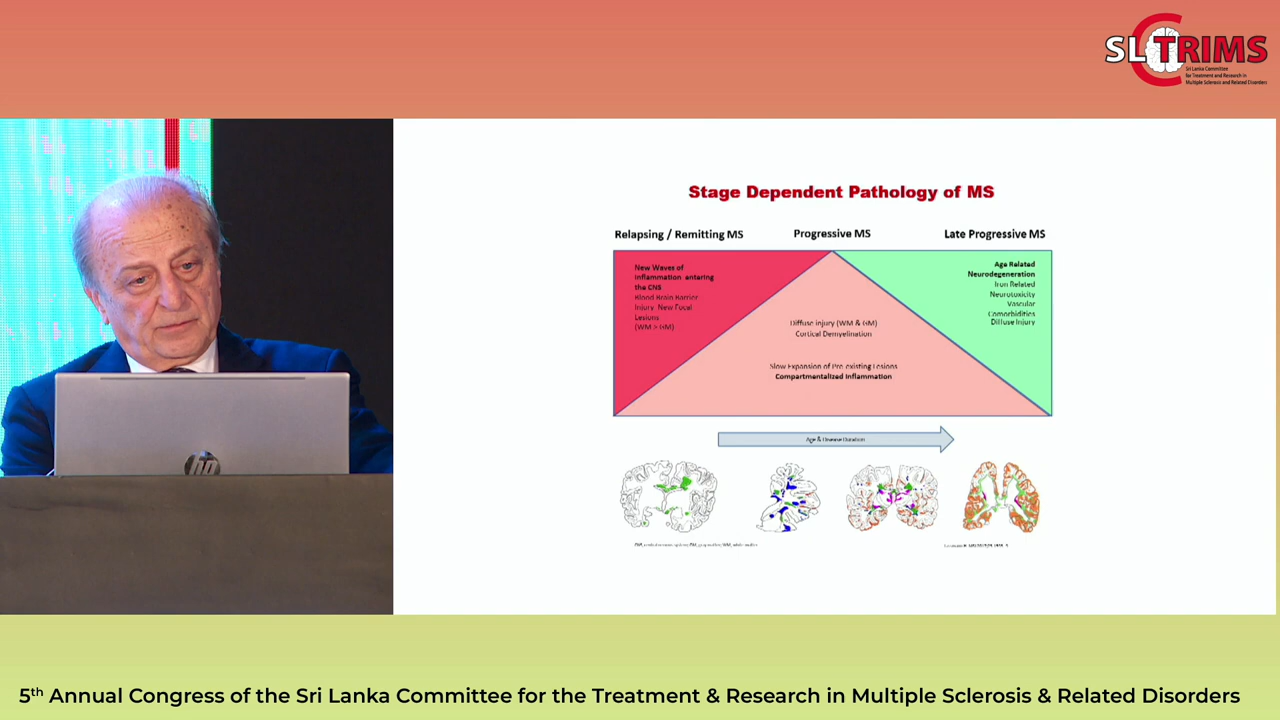 SLCTRIMS
Sri Lanka Committee
for Treatment and Research in
Multiple Sclerosis and Related Disorders
Stage Dependent Pathology of MS
Relapsing / Remitting MS
Progressive MS
Late Progressive MS
New Waves of
Inflammation entering
the CNS
Blood Brain Barrier
Injury New Focal
Lesions
(WM > GM)
Diffuse injury (WM & GM)
Cortical Demyelination
Slow Expansion of Pre-existing Lesions
Compartmentalized Inflammation
Age Related
Neurodegeneration
Iron Related
Neurotoxicity
Vascular
Comorbidities
Diffuse Injury
Age & Disease Duration
hp
5th Annual Congress of the Sri Lanka Committee for the Treatment & Research in Multiple Sclerosis & Related Disorders